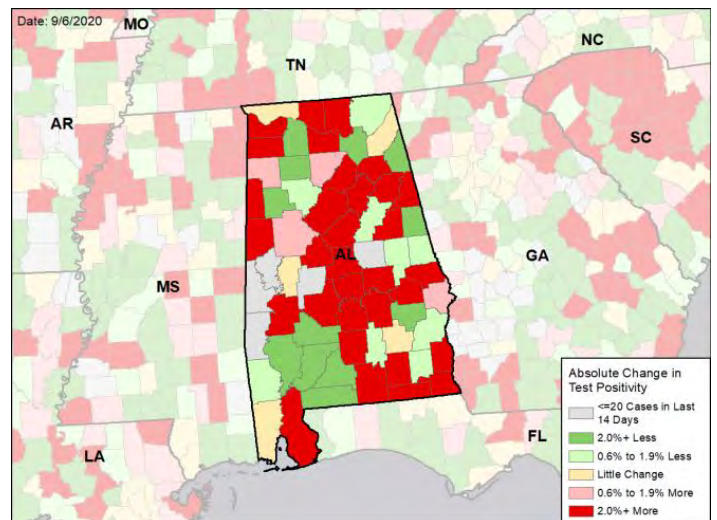 Date: 9/6/2020
MO
NC
TN
AR
SC
AL
GA
MS
LA
FL
Absolute Change in
Test Positivity
<=20 Cases in Last
14 Days
2.0%+ Less
0.6% to 1.9% Less
Little Change
0.6% to 1.9% More
2.0%+ More